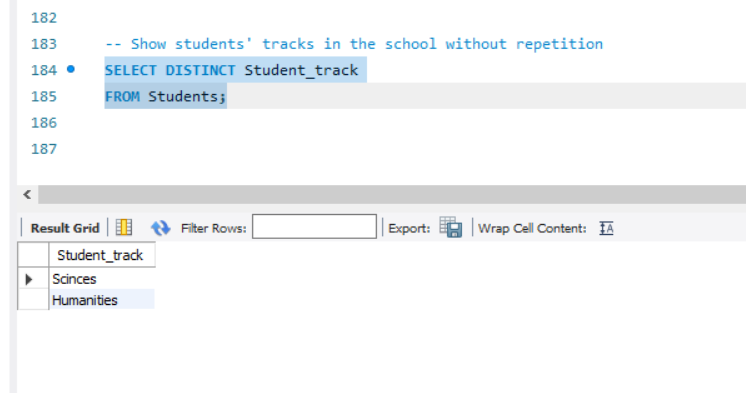 182
183 -- Show students' tracks in the school without repetition
184 SELECT DISTINCT Student_track
185 FROM Students;
186
187
Result Grid Filter Rows: Export: Wrap Cell Content: IA
Student_track
Scinces
Humanities